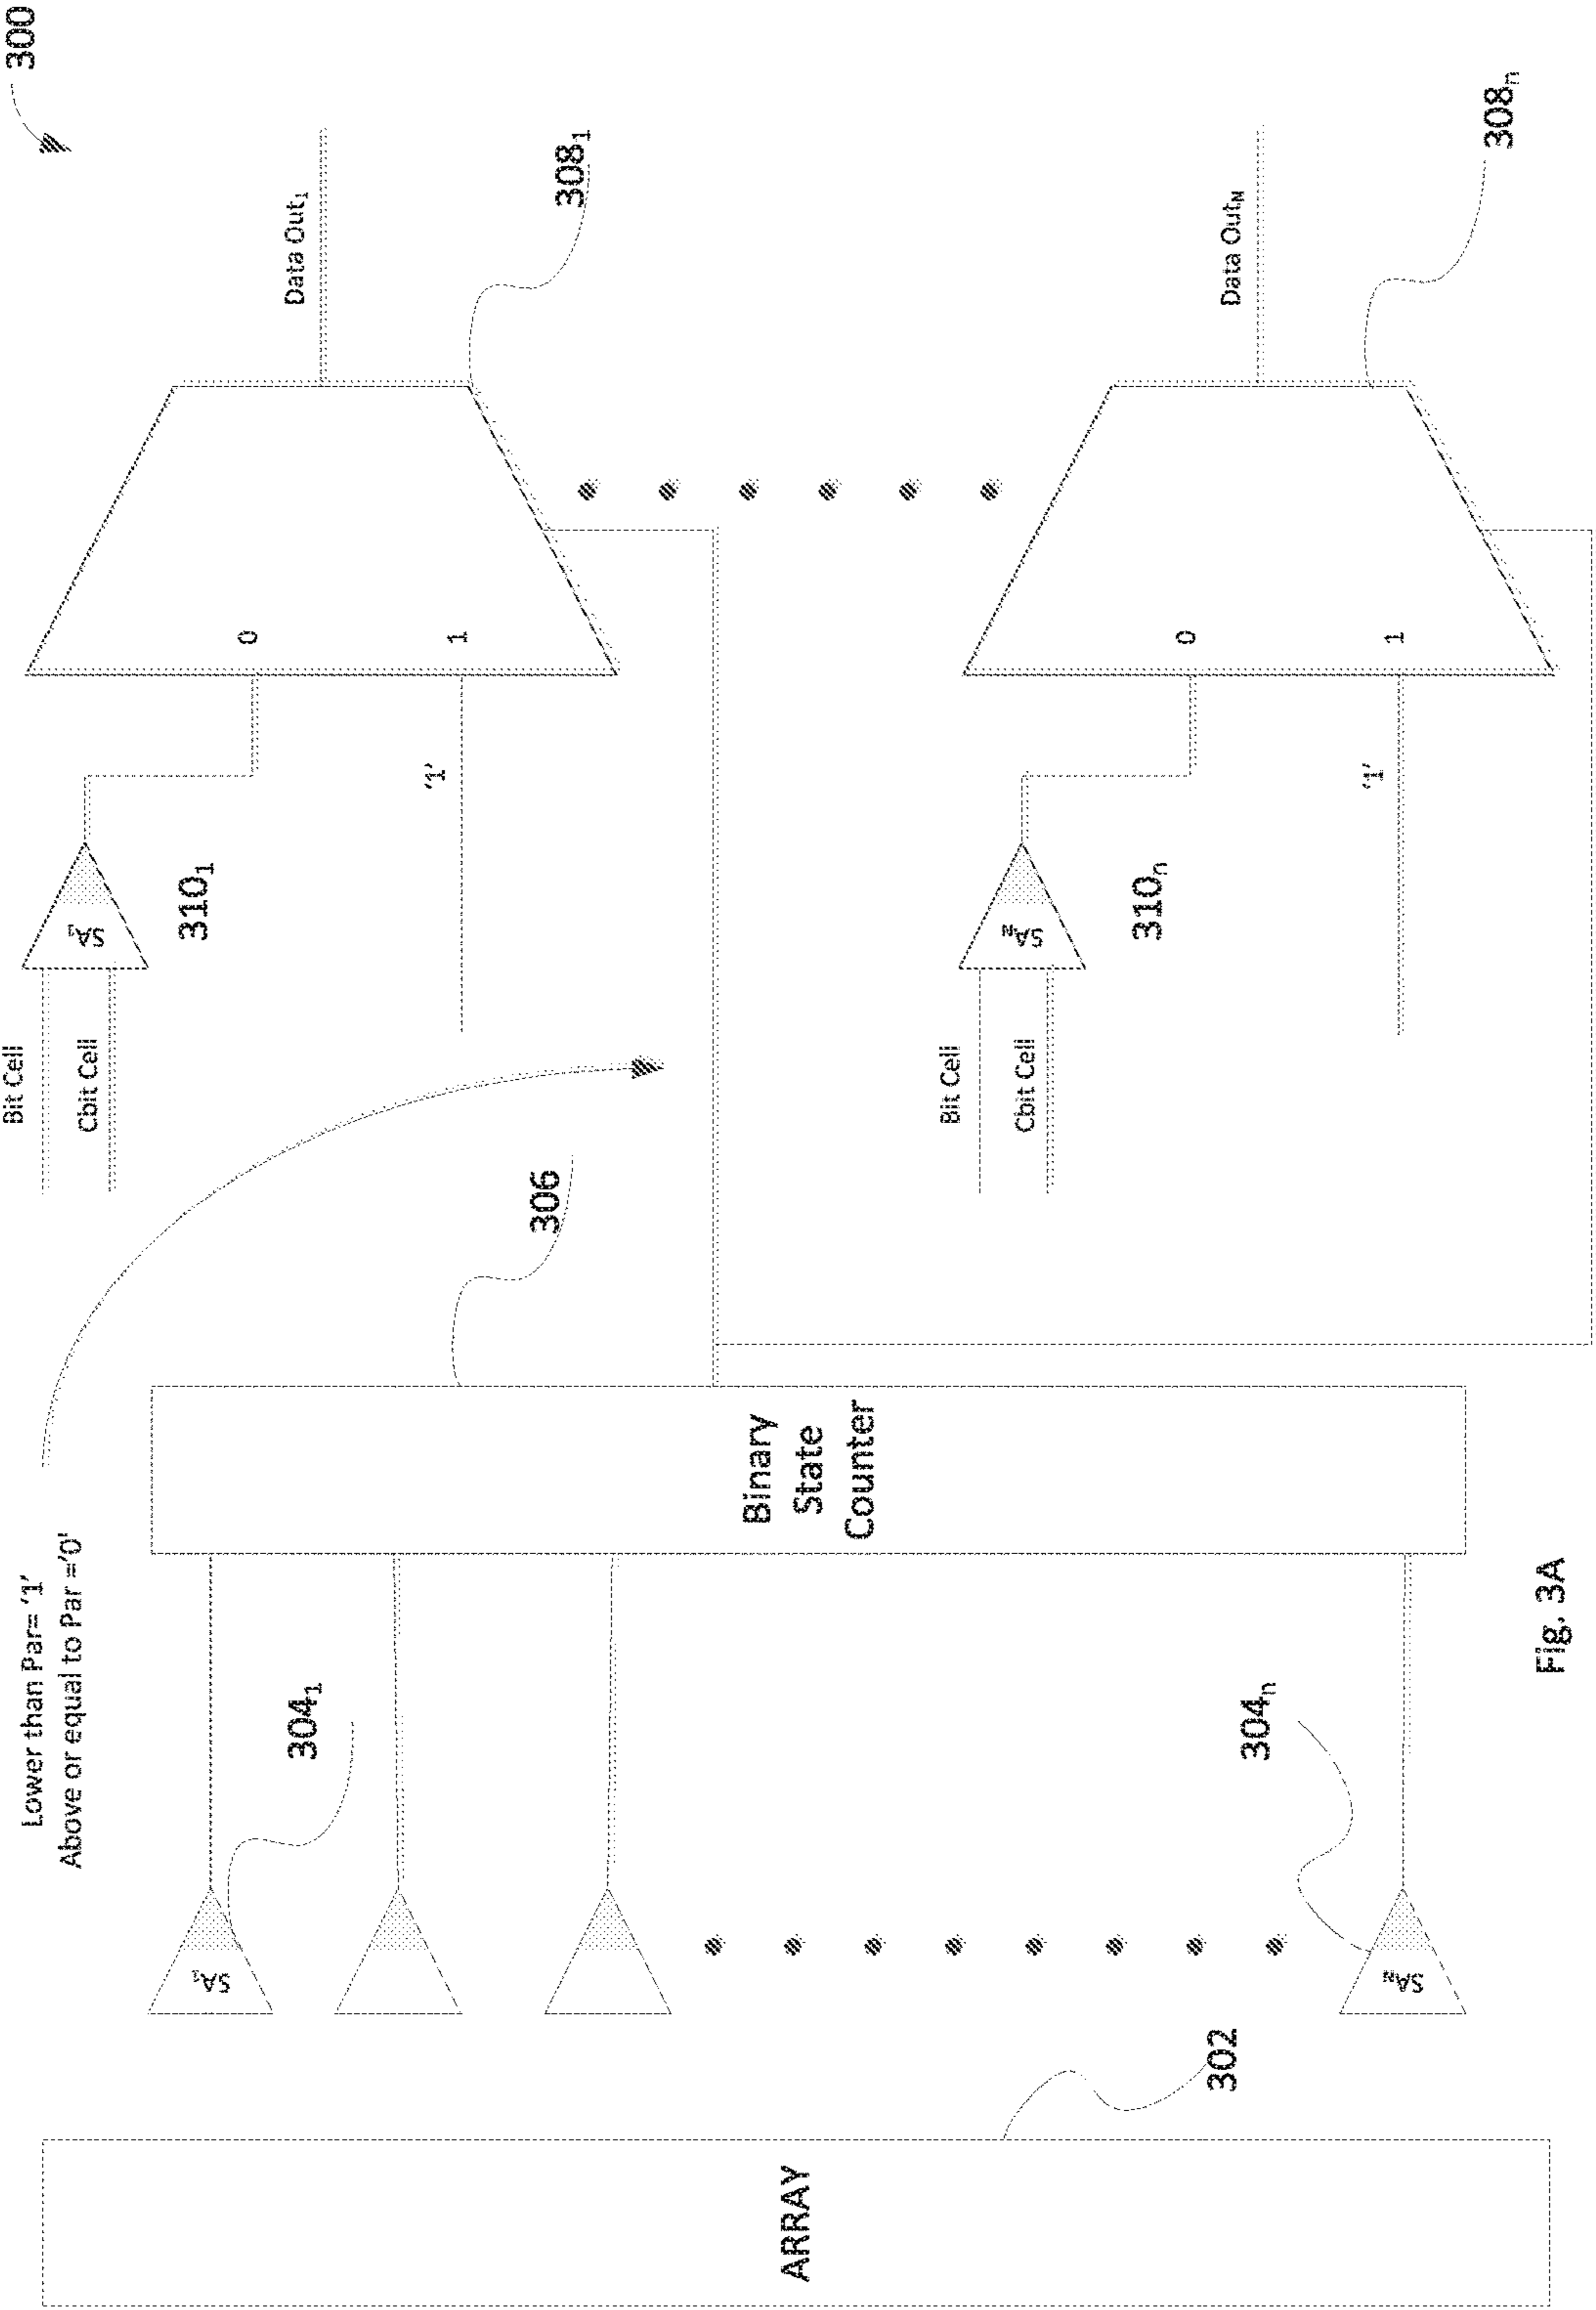 300
ARRAY
302
SA₁
304₁
SAN
304ₙ
Lower than Par= '1'
Above or equal to Par ='0'
Binary
State
Counter
306
Bit Cell
Cbit Cell
SA₁
310₁
'1'
0
1
Data Out₁
308₁
Bit Cell
Cbit Cell
SAN
310ₙ
'1'
0
1
Data OutN
308ₙ
Fig. 3A